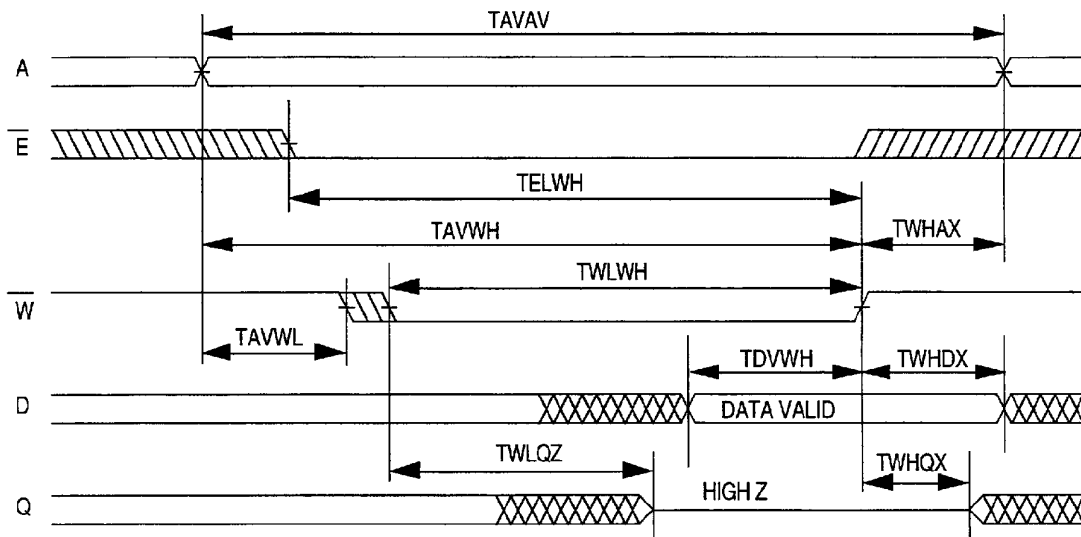 TAVAV
A
E
TELWH
TAVWH
TWHAX
TWLWH
W
TAVWL
TDVWH
TWHDX
D
DATA VALID
TWLQZ
TWHQX
Q
HIGH Z